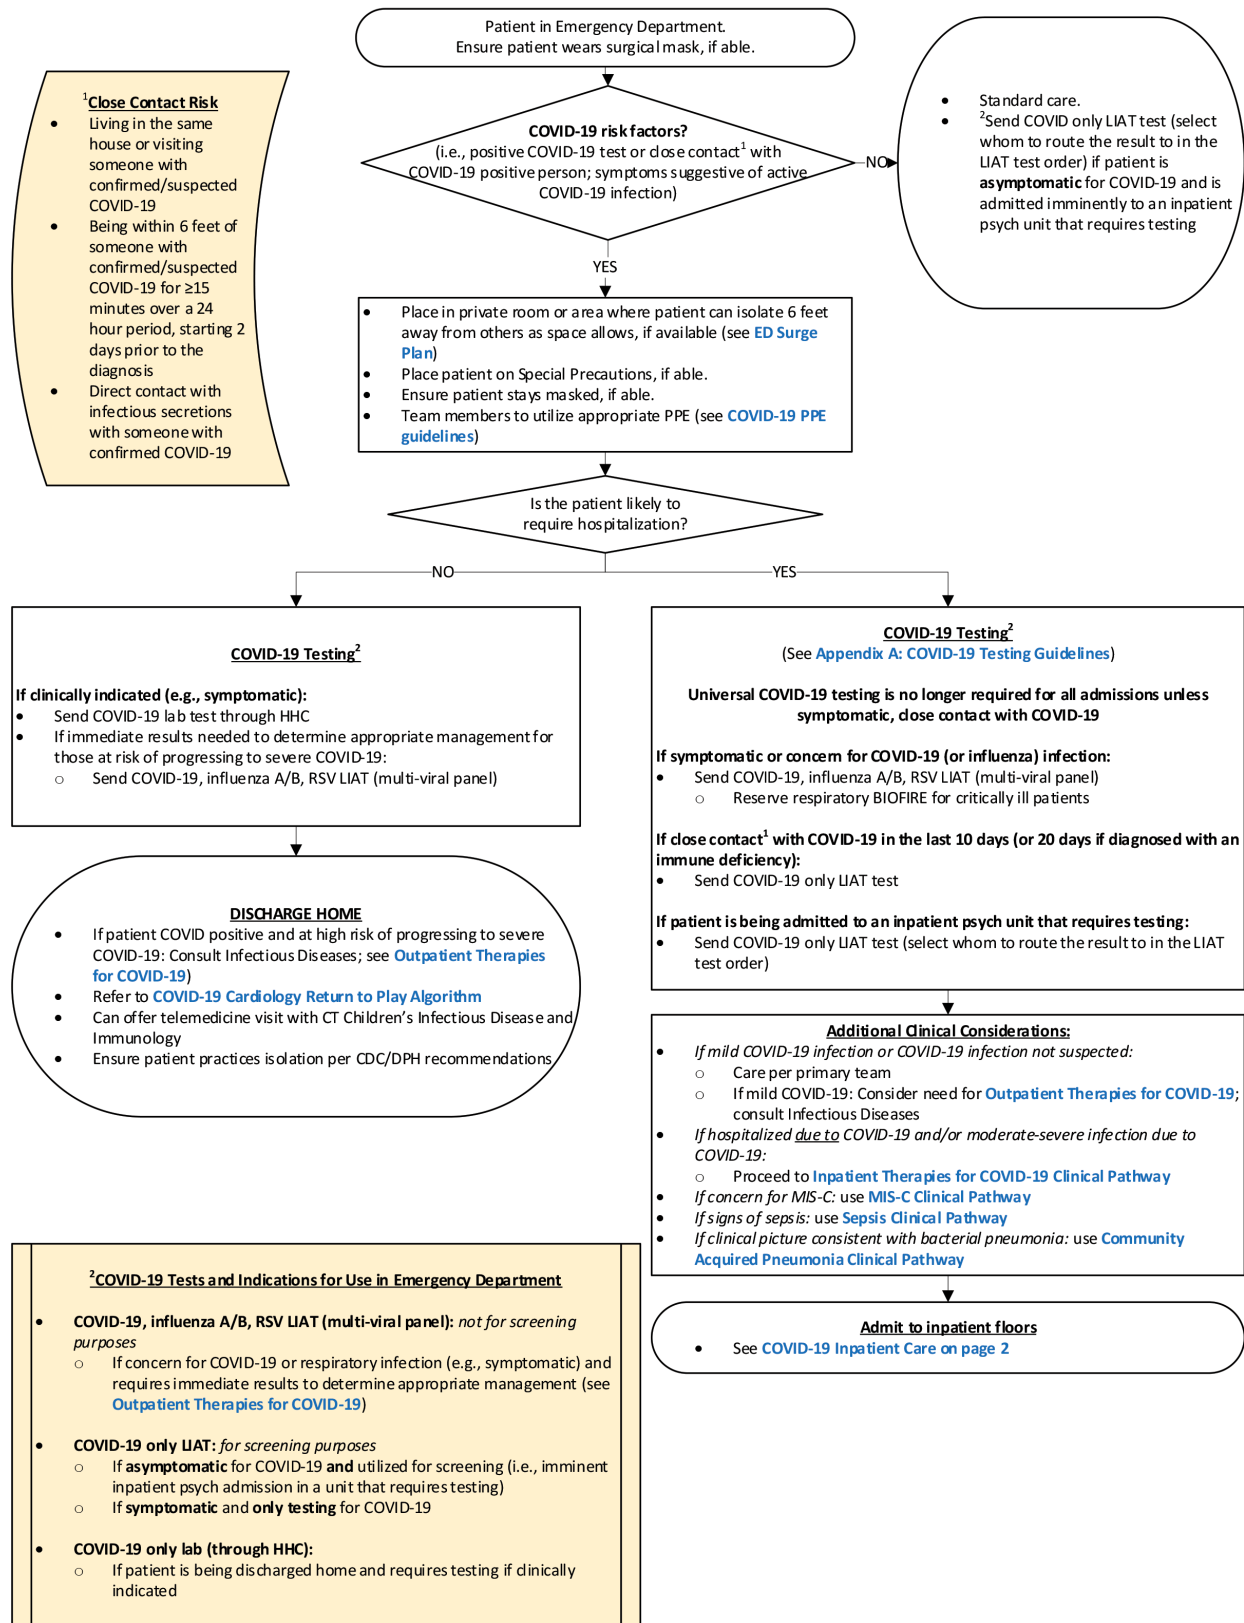 Patient in Emergency Department.
Ensure patient wears surgical mask, if able.
¹Close Contact Risk
• Living in the same
house or visiting
someone with
confirmed/suspected
COVID-19
• Being within 6 feet of
someone with
confirmed/suspected
COVID-19 for ≥15
minutes over a 24
hour period, starting 2
days prior to the
diagnosis
• Direct contact with
infectious secretions
with someone with
confirmed COVID-19
COVID-19 risk factors?
(i.e., positive COVID-19 test or close contact¹ with
COVID-19 positive person; symptoms suggestive of active
COVID-19 infection)
NO
• Standard care.
• ²Send COVID only LIAT test (select
whom to route the result to in the
LIAT test order) if patient is
asymptomatic for COVID-19 and is
admitted imminently to an inpatient
psych unit that requires testing
YES
• Place in private room or area where patient can isolate 6 feet
away from others as space allows, if available (see ED Surge
Plan)
• Place patient on Special Precautions, if able.
• Ensure patient stays masked, if able.
• Team members to utilize appropriate PPE (see COVID-19 PPE
guidelines)
Is the patient likely to
require hospitalization?
NO
YES
COVID-19 Testing²
If clinically indicated (e.g., symptomatic):
• Send COVID-19 lab test through HHC
• If immediate results needed to determine appropriate management for
those at risk of progressing to severe COVID-19:
o Send COVID-19, influenza A/B, RSV LIAT (multi-viral panel)
DISCHARGE HOME
• If patient COVID positive and at high risk of progressing to severe
COVID-19: Consult Infectious Diseases; see Outpatient Therapies
for COVID-19)
• Refer to COVID-19 Cardiology Return to Play Algorithm
• Can offer telemedicine visit with CT Children's Infectious Disease and
Immunology
• Ensure patient practices isolation per CDC/DPH recommendations
COVID-19 Testing²
(See Appendix A: COVID-19 Testing Guidelines)
Universal COVID-19 testing is no longer required for all admissions unless
symptomatic, close contact with COVID-19
If symptomatic or concern for COVID-19 (or influenza) infection:
• Send COVID-19, influenza A/B, RSV LIAT (multi-viral panel)
o Reserve respiratory BIOFIRE for critically ill patients
If close contact¹ with COVID-19 in the last 10 days (or 20 days if diagnosed with an
immune deficiency):
• Send COVID-19 only LIAT test
If patient is being admitted to an inpatient psych unit that requires testing:
• Send COVID-19 only LIAT test (select whom to route the result to in the LIAT
test order)
Additional Clinical Considerations:
• If mild COVID-19 infection or COVID-19 infection not suspected:
o Care per primary team
o If mild COVID-19: Consider need for Outpatient Therapies for COVID-19;
consult Infectious Diseases
• If hospitalized due to COVID-19 and/or moderate-severe infection due to
COVID-19:
o Proceed to Inpatient Therapies for COVID-19 Clinical Pathway
• If concern for MIS-C: use MIS-C Clinical Pathway
• If signs of sepsis: use Sepsis Clinical Pathway
• If clinical picture consistent with bacterial pneumonia: use Community
Acquired Pneumonia Clinical Pathway
Admit to inpatient floors
• See COVID-19 Inpatient Care on page 2
²COVID-19 Tests and Indications for Use in Emergency Department
• COVID-19, influenza A/B, RSV LIAT (multi-viral panel): not for screening
purposes
o If concern for COVID-19 or respiratory infection (e.g., symptomatic) and
requires immediate results to determine appropriate management (see
Outpatient Therapies for COVID-19)
• COVID-19 only LIAT: for screening purposes
o If asymptomatic for COVID-19 and utilized for screening (i.e., imminent
inpatient psych admission in a unit that requires testing)
o If symptomatic and only testing for COVID-19
• COVID-19 only lab (through HHC):
o If patient is being discharged home and requires testing if clinically
indicated